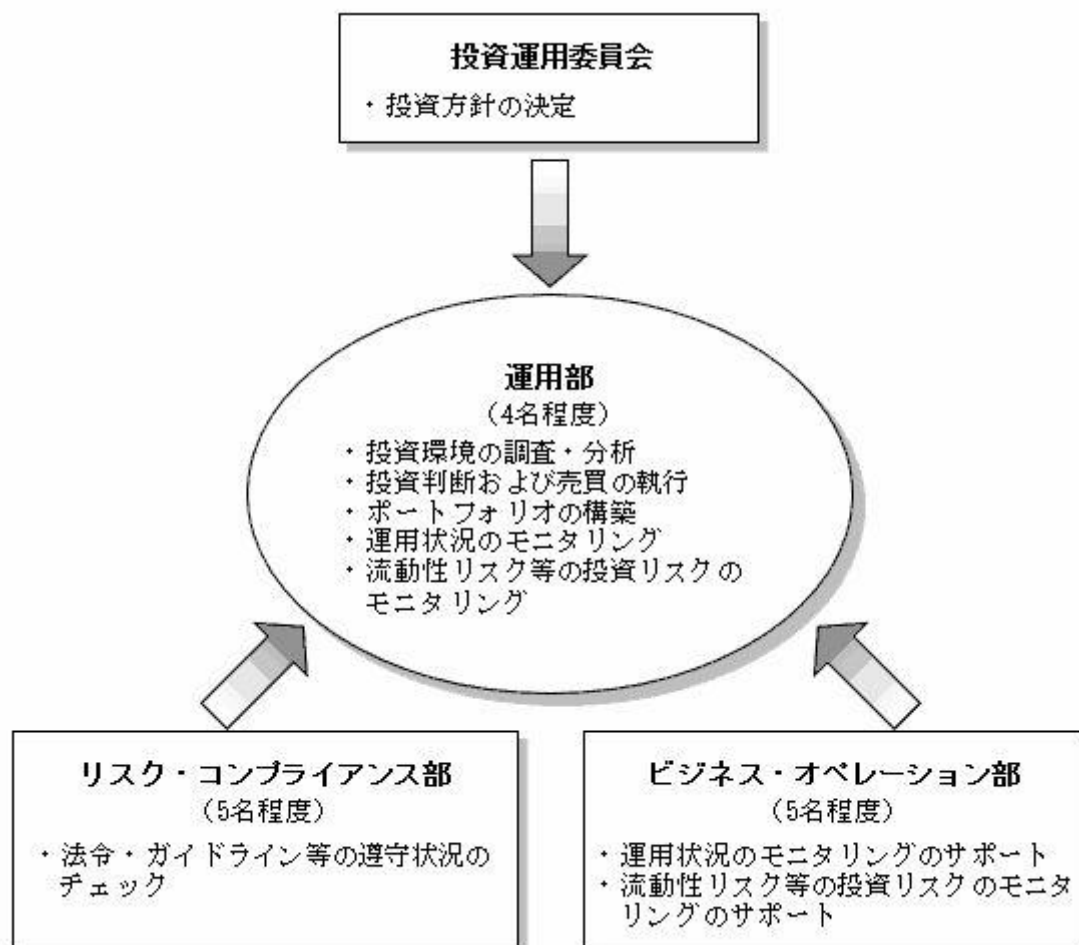 投資運用委員会
・投資方針の決定
運用部
（4名程度）
・投資環境の調査・分析
・投資判断および売買の執行
・ポートフォリオの構築
・運用状況のモニタリング
・流動性リスク等の投資リスクの
モニタリング
リスク・コンプライアンス部
（5名程度）
・法令・ガイドライン等の遵守状況の
チェック
ビジネス・オペレーション部
（5名程度）
・運用状況のモニタリングのサポート
・流動性リスク等の投資リスクのモニタ
リングのサポート